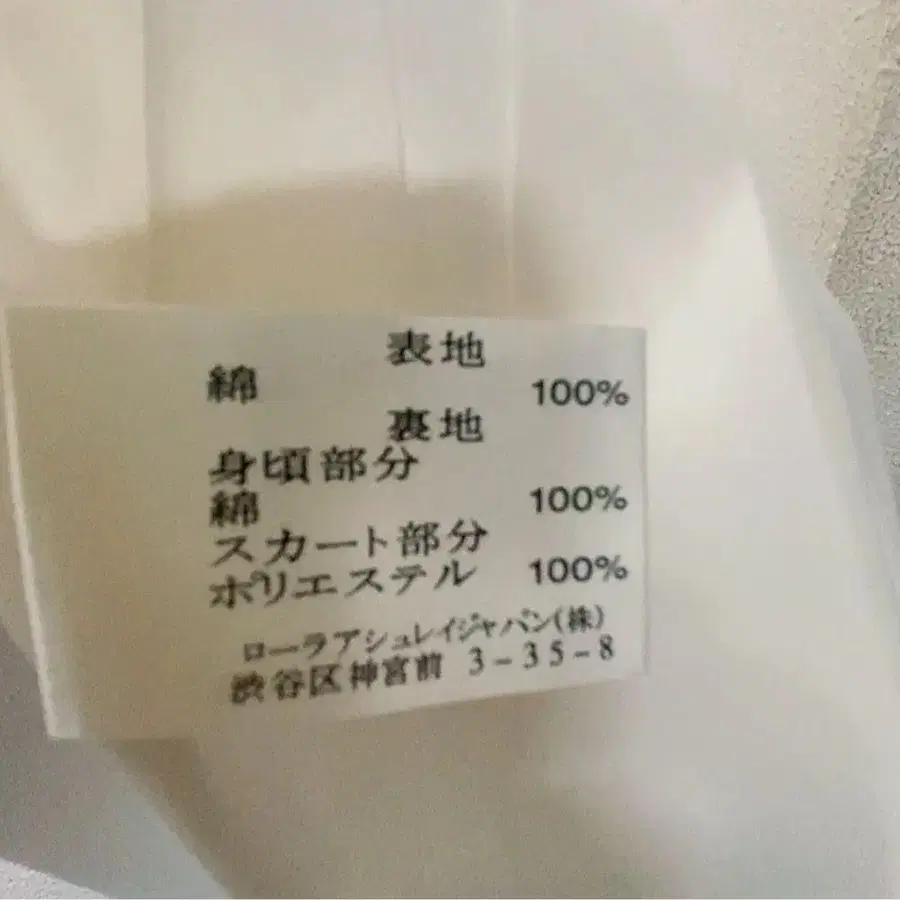 表地
綿 100%
裏地
身頃部分
綿 100%
スカート部分
ポリエステル 100%
ローラアシュレイジャパン(株)
渋谷区神宮前 3-35-8